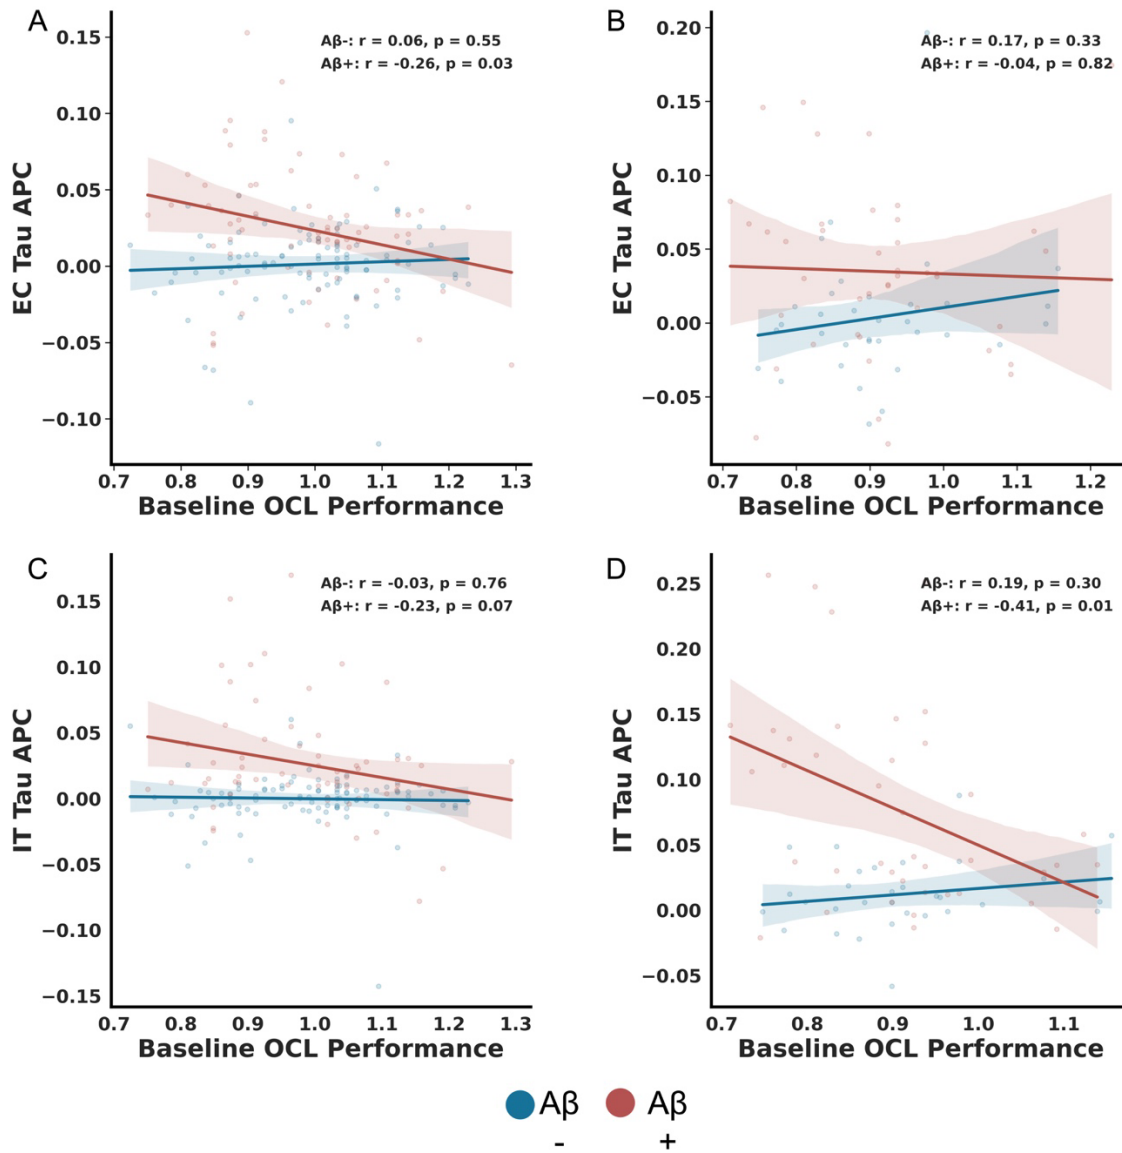 A
Aβ-: r = 0.06, p = 0.55
Aβ+: r = -0.26, p = 0.03
0.15
0.10
0.05
0.00
−0.05
−0.10
EC Tau APC
0.7 0.8 0.9 1.0 1.1 1.2 1.3
Baseline OCL Performance
B
Aβ-: r = 0.17, p = 0.33
Aβ+: r = -0.04, p = 0.82
0.20
0.15
0.10
0.05
0.00
−0.05
EC Tau APC
0.7 0.8 0.9 1.0 1.1 1.2
Baseline OCL Performance
C
Aβ-: r = -0.03, p = 0.76
Aβ+: r = -0.23, p = 0.07
0.15
0.10
0.05
0.00
−0.05
−0.10
−0.15
IT Tau APC
0.7 0.8 0.9 1.0 1.1 1.2 1.3
Baseline OCL Performance
D
Aβ-: r = 0.19, p = 0.30
Aβ+: r = -0.41, p = 0.01
0.25
0.20
0.15
0.10
0.05
0.00
−0.05
IT Tau APC
0.7 0.8 0.9 1.0 1.1
Baseline OCL Performance
Aβ Aβ
- +